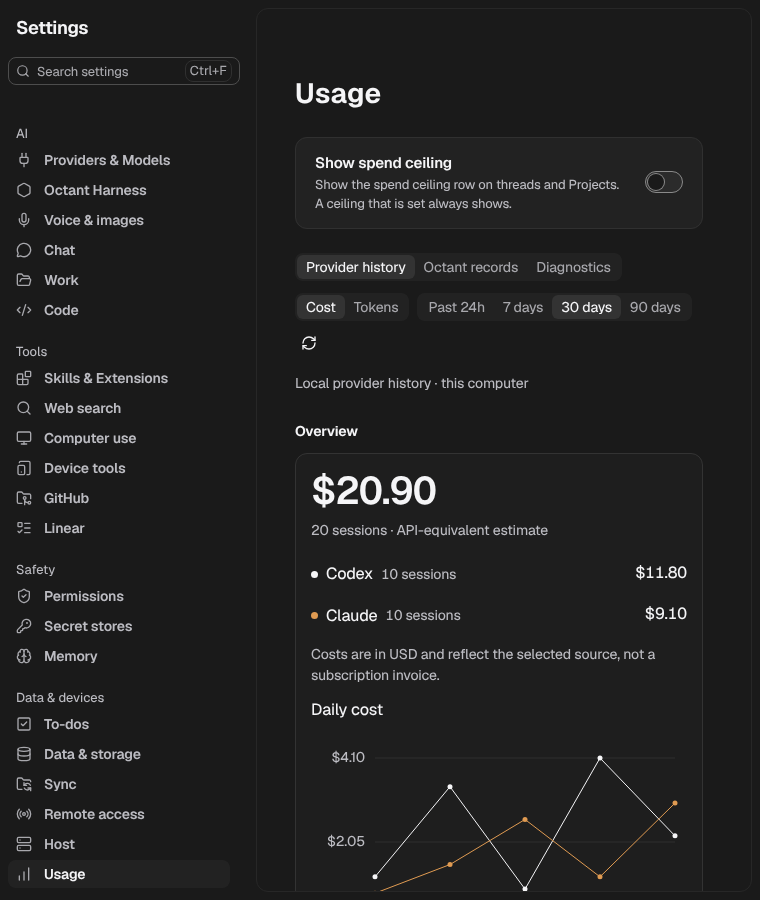 Settings
Search settings Ctrl+F
AI
Providers & Models
Octant Harness
Voice & images
Chat
Work
Code
Tools
Skills & Extensions
Web search
Computer use
Device tools
GitHub
Linear
Safety
Permissions
Secret stores
Memory
Data & devices
To-dos
Data & storage
Sync
Remote access
Host
Usage
Usage
Show spend ceiling
Show the spend ceiling row on threads and Projects.
A ceiling that is set always shows.
Provider history Octant records Diagnostics
Cost Tokens Past 24h 7 days 30 days 90 days
Local provider history · this computer
Overview
$20.90
20 sessions · API-equivalent estimate
Codex 10 sessions $11.80
Claude 10 sessions $9.10
Costs are in USD and reflect the selected source, not a
subscription invoice.
Daily cost
$4.10
$2.05